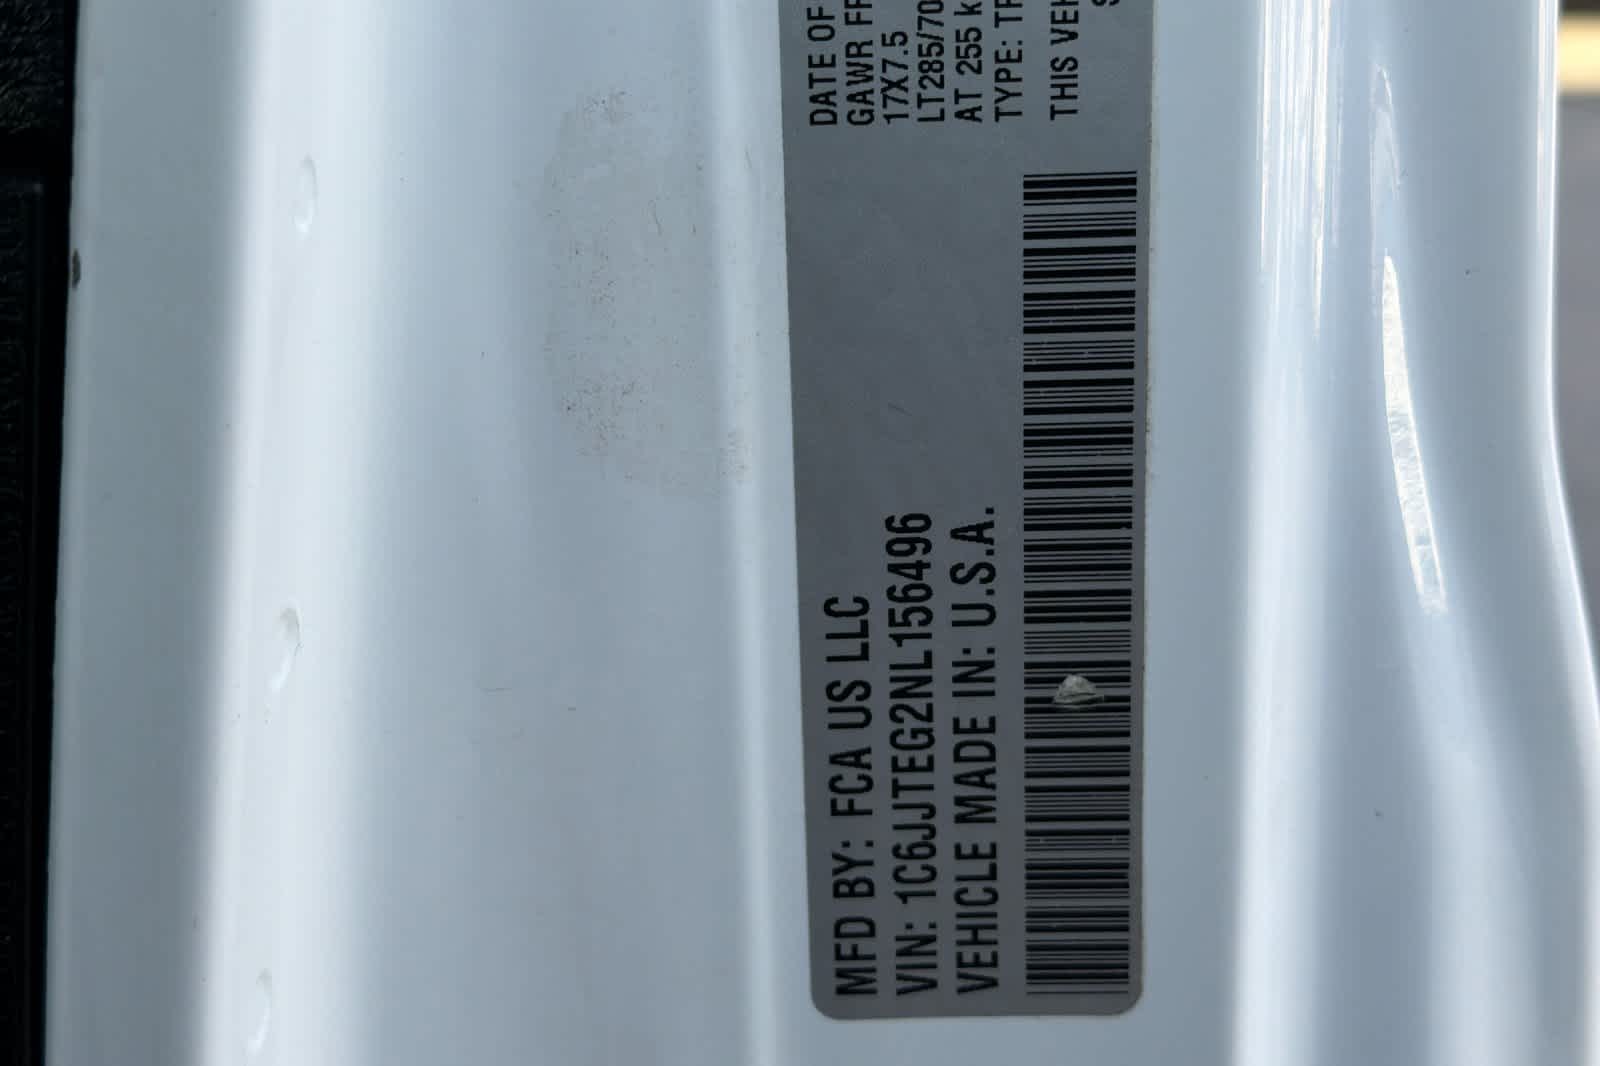 MFD BY: FCA US LLC
VIN: 1C6JJTEG2NL156496
VEHICLE MADE IN: U.S.A.
DATE OF
GAWR FR
17X7.5
LT285/70
AT 255 k
TYPE: TR
THIS VEH
S